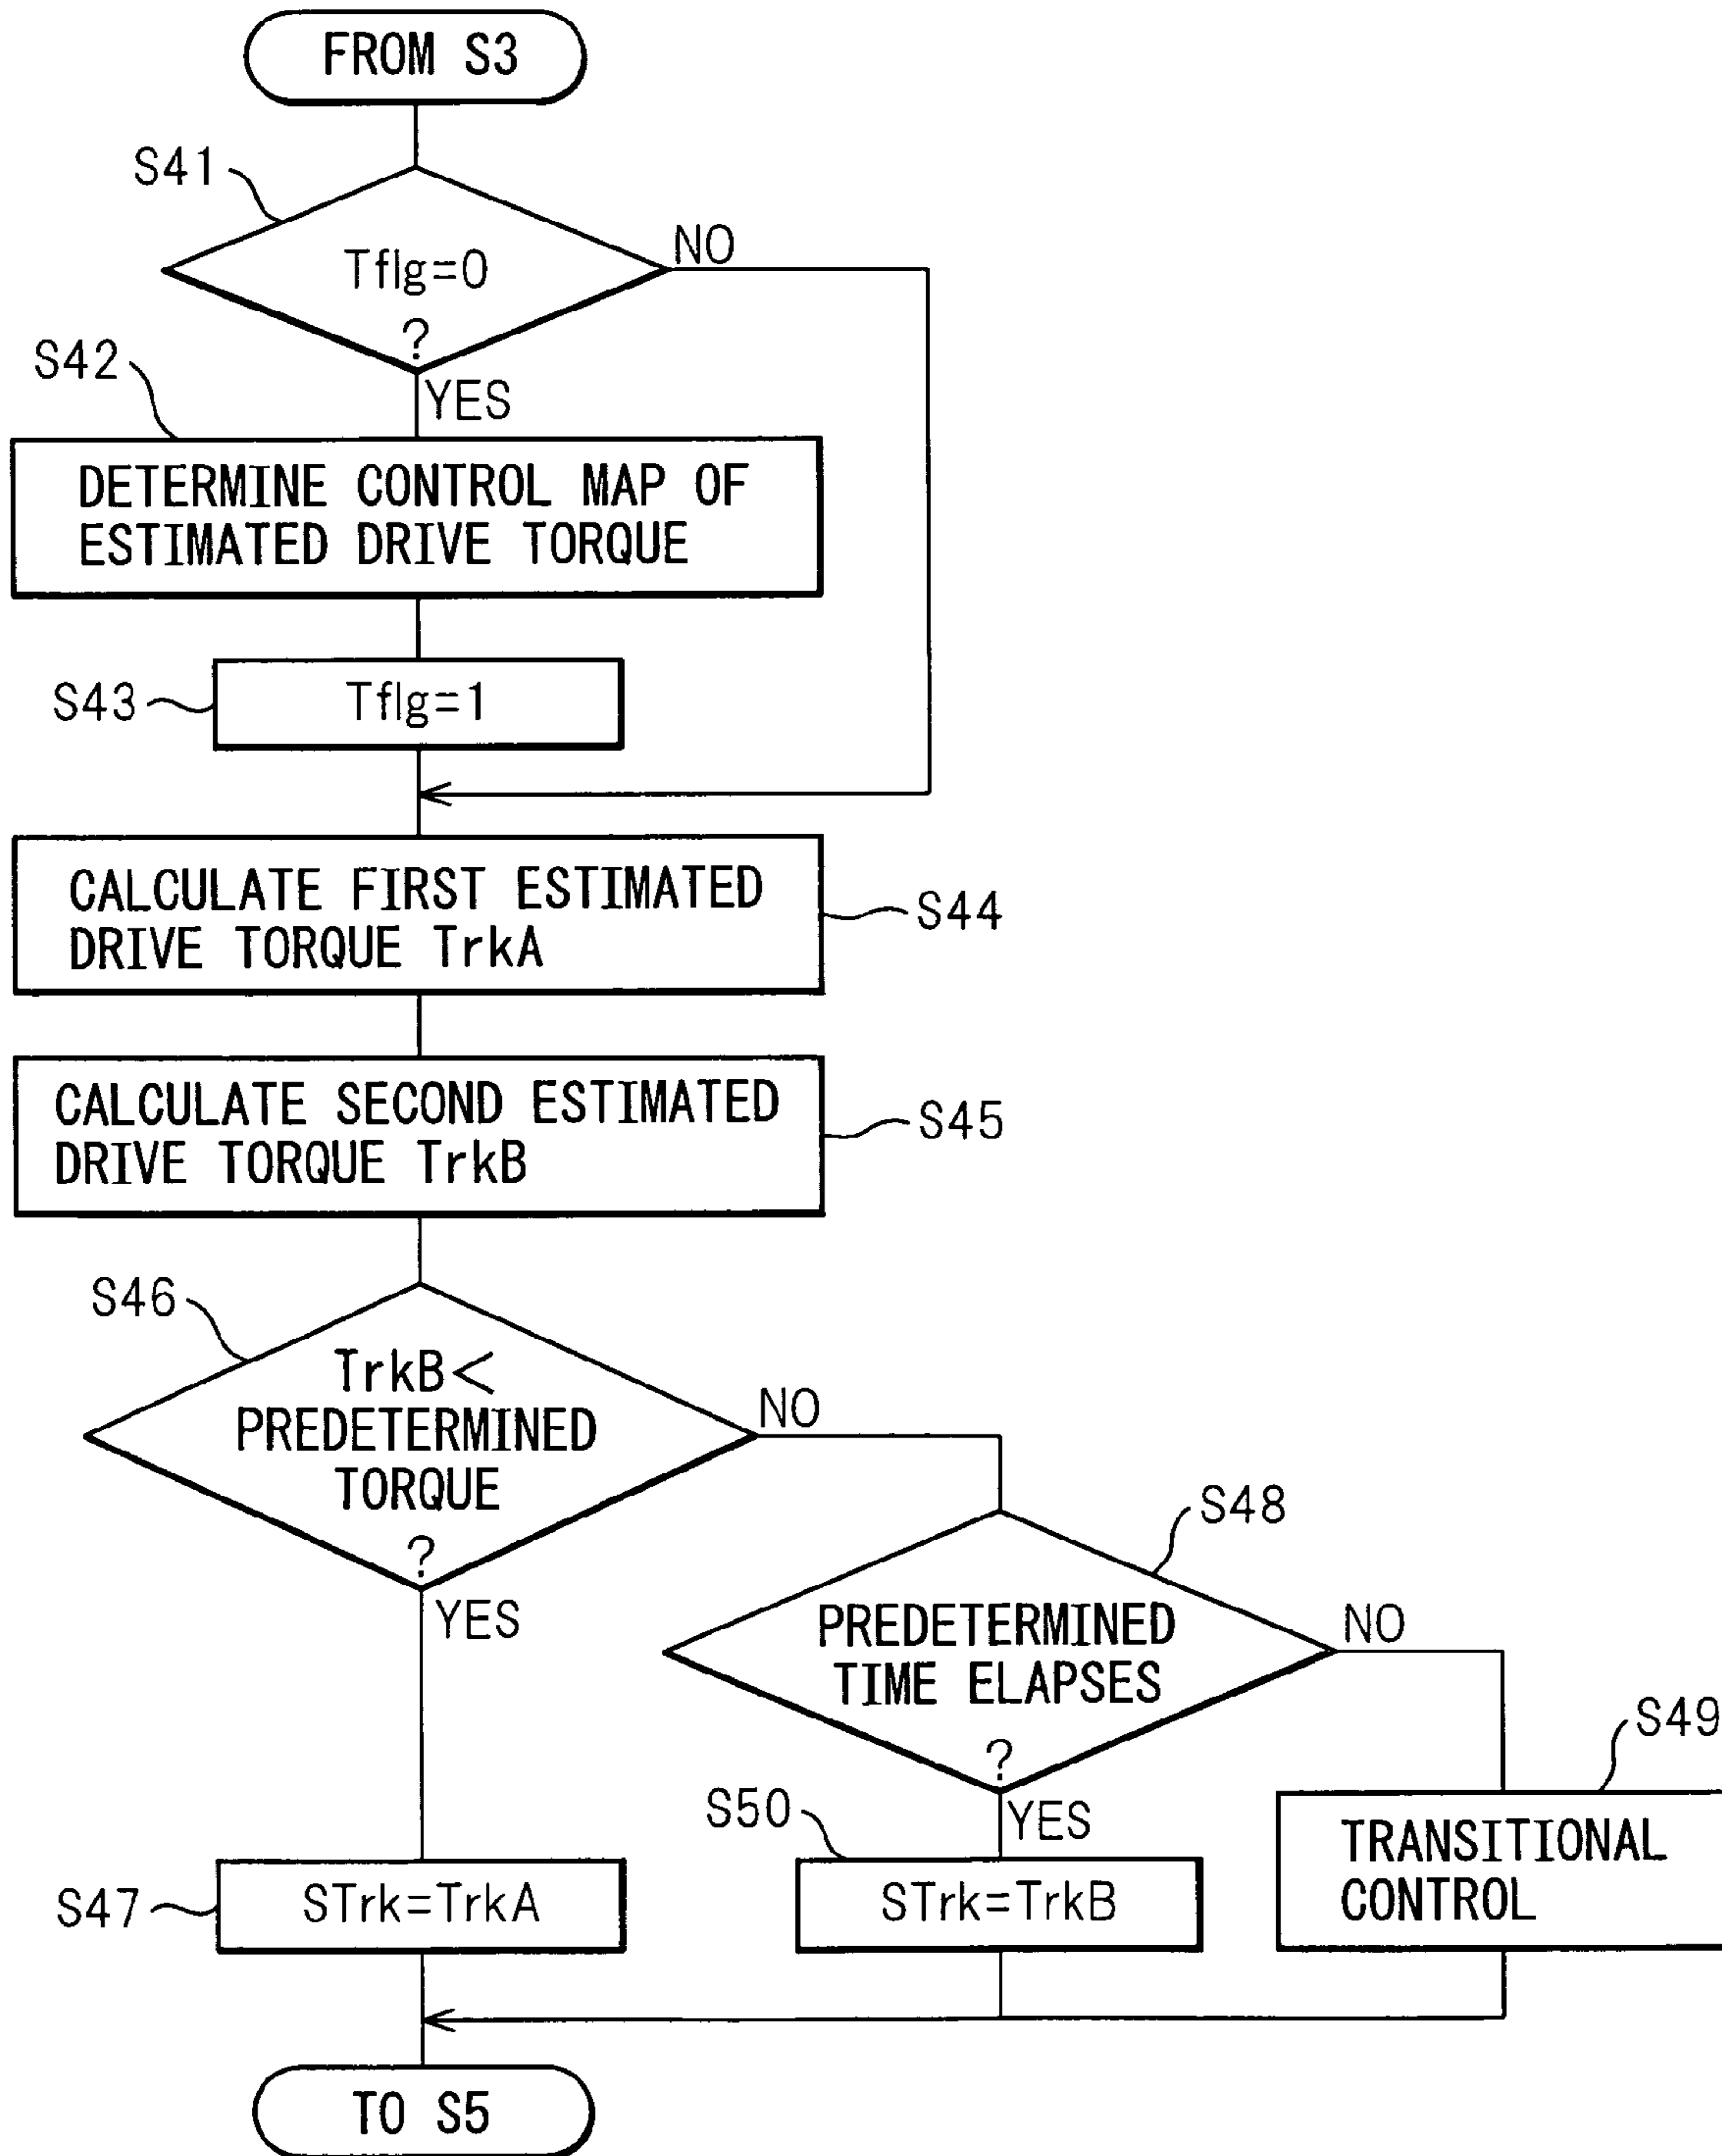 FROM S3
S41
Tflg=0
?
NO
YES
S42
DETERMINE CONTROL MAP OF
ESTIMATED DRIVE TORQUE
S43
Tflg=1
CALCULATE FIRST ESTIMATED
DRIVE TORQUE TrkA
S44
CALCULATE SECOND ESTIMATED
DRIVE TORQUE TrkB
S45
S46
TrkB<
PREDETERMINED
TORQUE
?
NO
YES
S48
PREDETERMINED
TIME ELAPSES
?
NO
YES
S49
TRANSITIONAL
CONTROL
S50
STrk=TrkB
S47
STrk=TrkA
TO S5